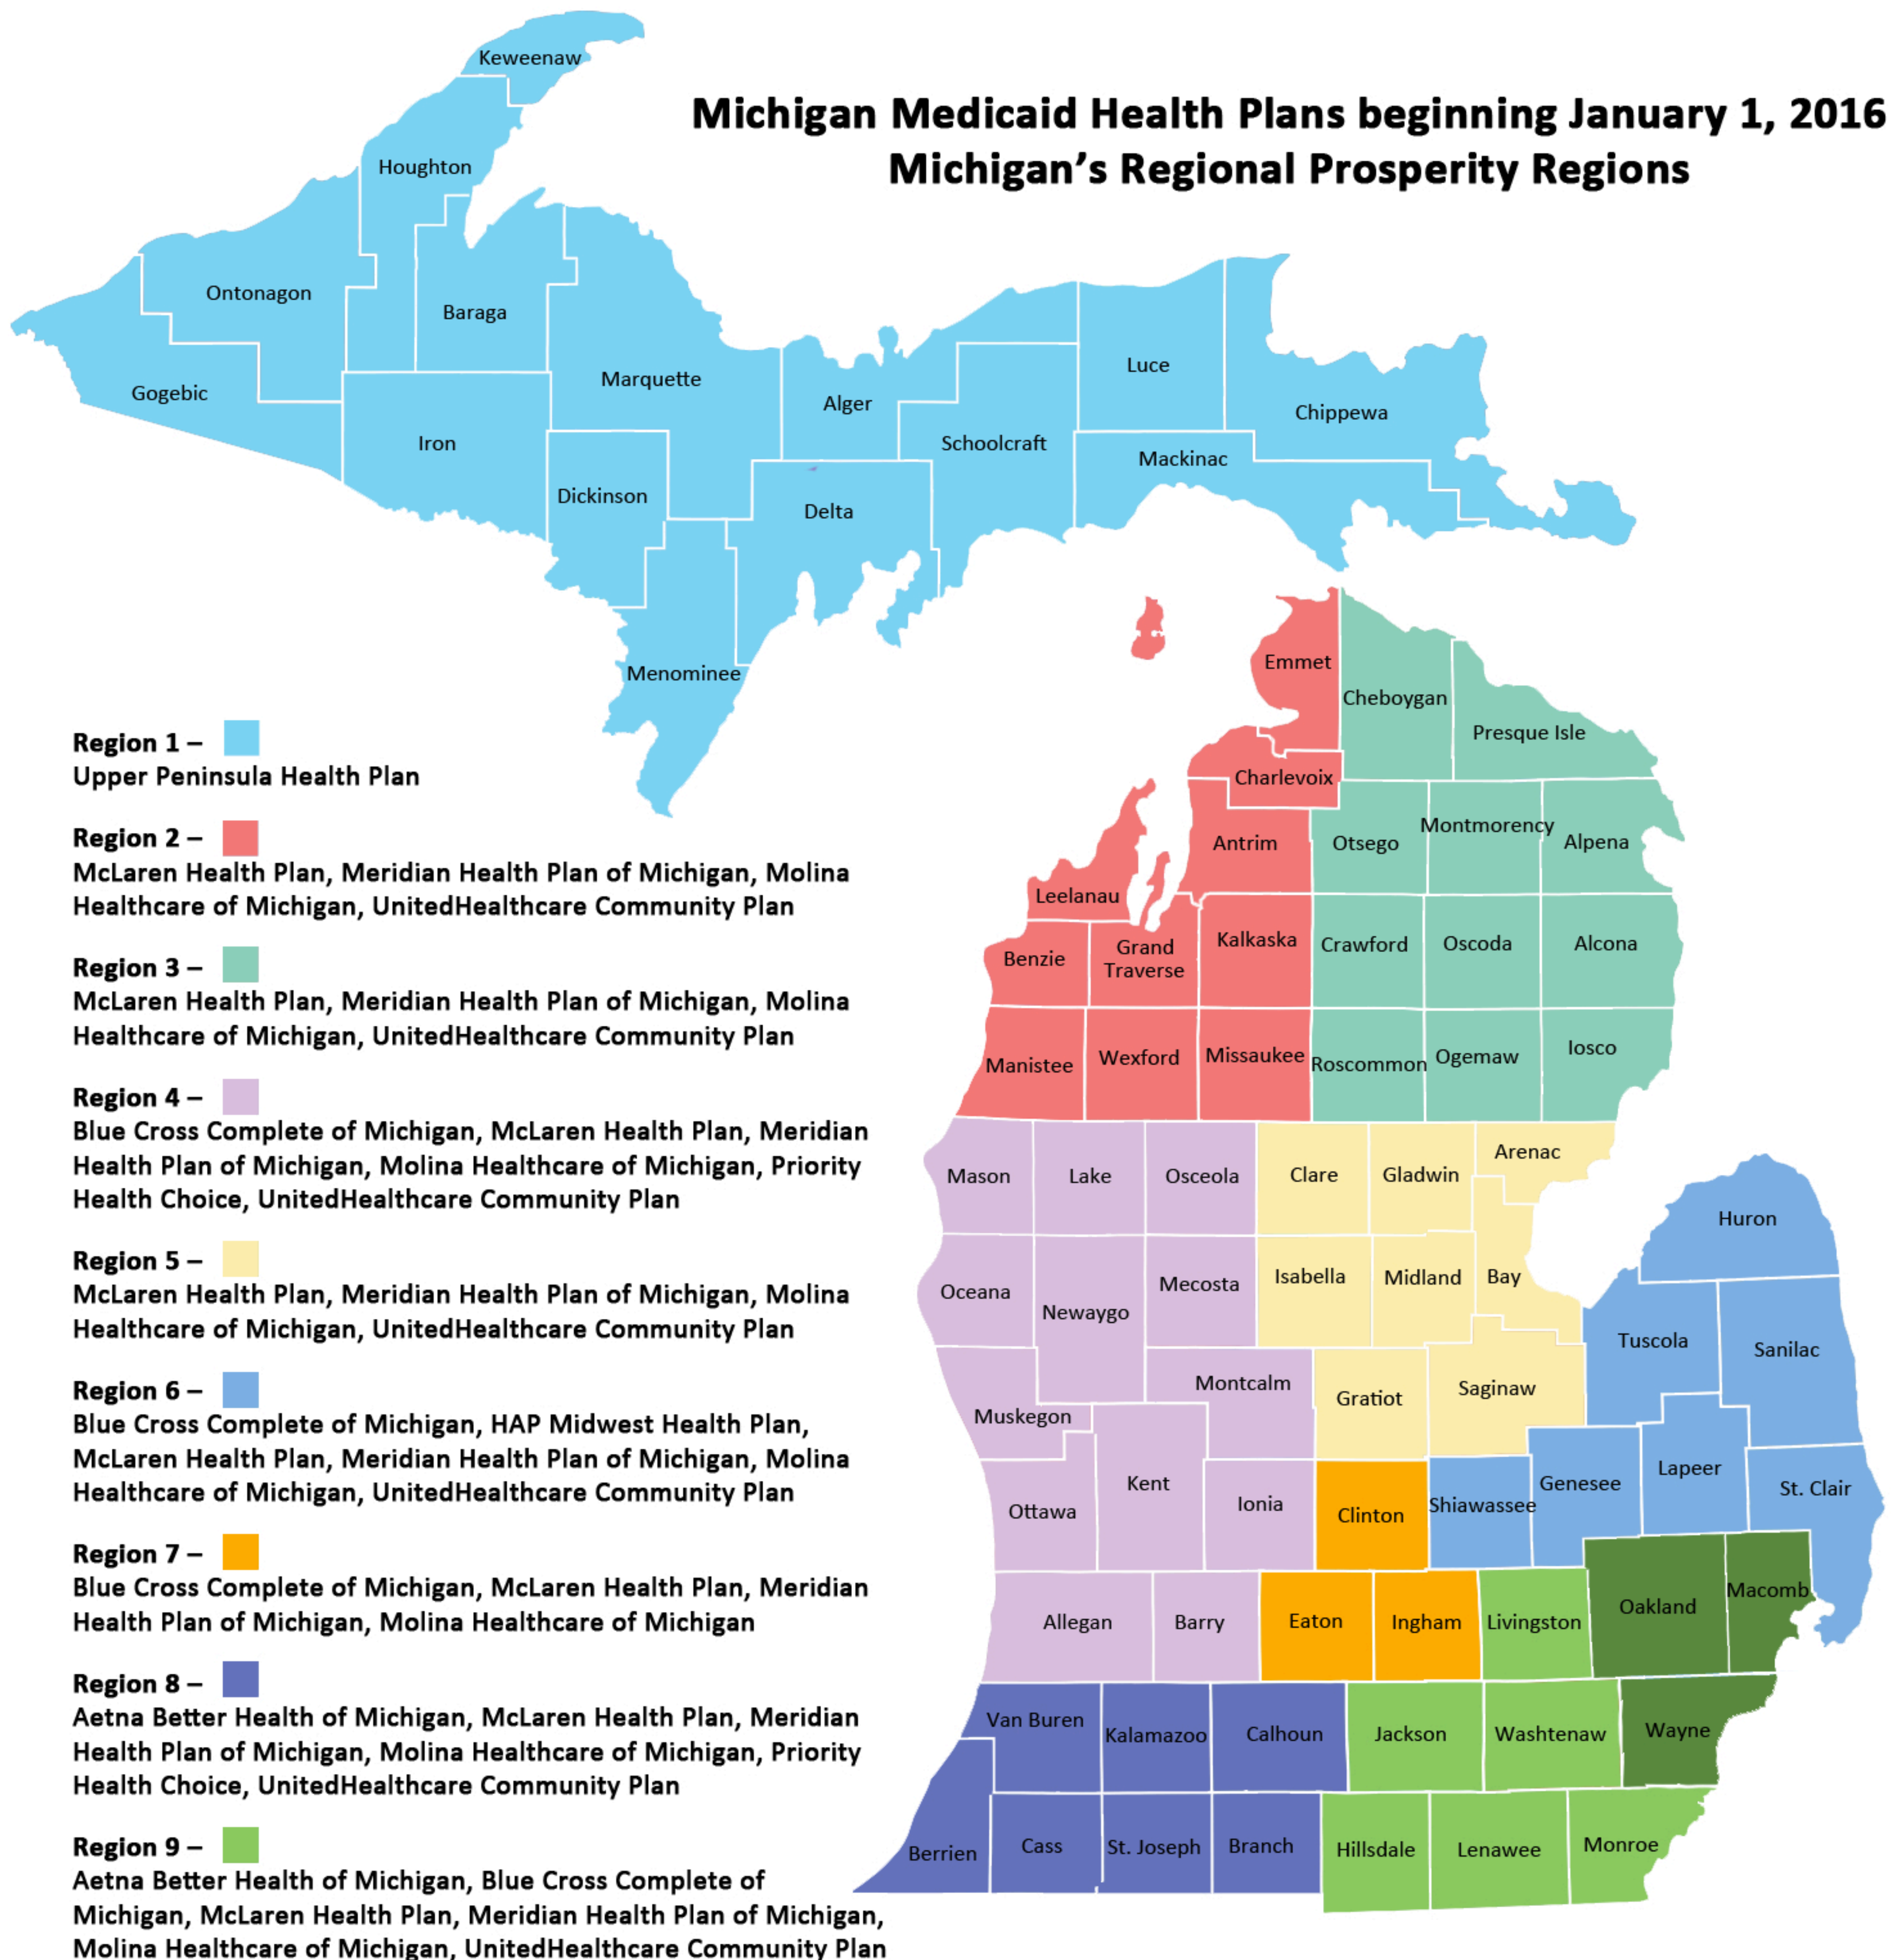 Keweenaw
Michigan Medicaid Health Plans beginning January 1, 2016
Michigan’s Regional Prosperity Regions
Houghton
Ontonagon
Baraga
Luce
Marquette
Gogebic
Alger
Chippewa
Iron
Schoolcraft
Mackinac
Dickinson
Delta
Menominee
Emmet
Cheboygan
Presque Isle
Charlevoix
Antrim
Otsego
Montmorency
Alpena
Leelanau
Benzie
Grand
Traverse
Kalkaska
Crawford
Oscoda
Alcona
Manistee
Wexford
Missaukee
Roscommon
Ogemaw
Iosco
Mason
Lake
Osceola
Clare
Gladwin
Arenac
Huron
Oceana
Newaygo
Mecosta
Isabella
Midland
Bay
Tuscola
Sanilac
Muskegon
Montcalm
Gratiot
Saginaw
Ottawa
Kent
Ionia
Clinton
Shiawassee
Genesee
Lapeer
St. Clair
Allegan
Barry
Eaton
Ingham
Livingston
Oakland
Macomb
Van Buren
Kalamazoo
Calhoun
Jackson
Washtenaw
Wayne
Berrien
Cass
St. Joseph
Branch
Hillsdale
Lenawee
Monroe
Region 1 –
Upper Peninsula Health Plan
Region 2 –
McLaren Health Plan, Meridian Health Plan of Michigan, Molina
Healthcare of Michigan, UnitedHealthcare Community Plan
Region 3 –
McLaren Health Plan, Meridian Health Plan of Michigan, Molina
Healthcare of Michigan, UnitedHealthcare Community Plan
Region 4 –
Blue Cross Complete of Michigan, McLaren Health Plan, Meridian
Health Plan of Michigan, Molina Healthcare of Michigan, Priority
Health Choice, UnitedHealthcare Community Plan
Region 5 –
McLaren Health Plan, Meridian Health Plan of Michigan, Molina
Healthcare of Michigan, UnitedHealthcare Community Plan
Region 6 –
Blue Cross Complete of Michigan, HAP Midwest Health Plan,
McLaren Health Plan, Meridian Health Plan of Michigan, Molina
Healthcare of Michigan, UnitedHealthcare Community Plan
Region 7 –
Blue Cross Complete of Michigan, McLaren Health Plan, Meridian
Health Plan of Michigan, Molina Healthcare of Michigan
Region 8 –
Aetna Better Health of Michigan, McLaren Health Plan, Meridian
Health Plan of Michigan, Molina Healthcare of Michigan, Priority
Health Choice, UnitedHealthcare Community Plan
Region 9 –
Aetna Better Health of Michigan, Blue Cross Complete of
Michigan, McLaren Health Plan, Meridian Health Plan of Michigan,
Molina Healthcare of Michigan, UnitedHealthcare Community Plan